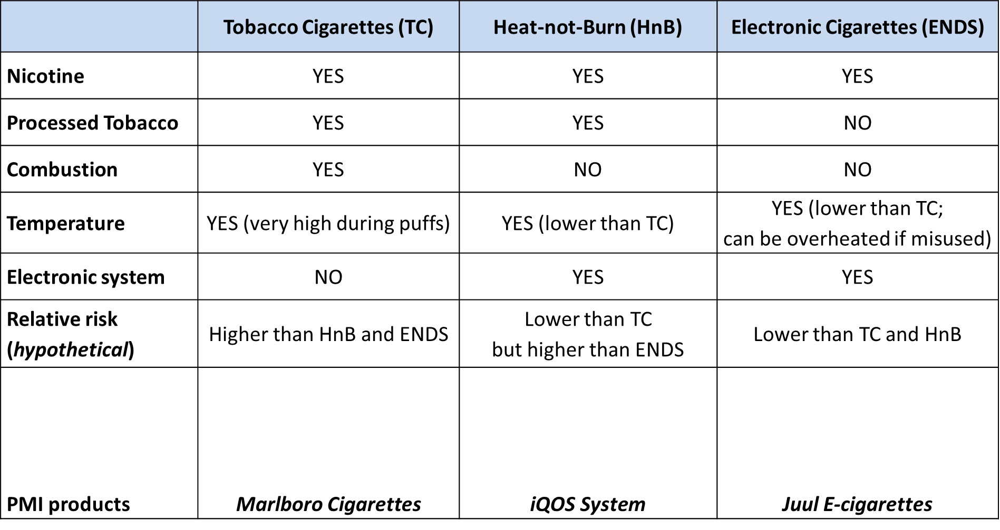 Tobacco Cigarettes (TC) Heat-not-Burn (HnB) Electronic Cigarettes (ENDS)
Nicotine YES YES YES
Processed Tobacco YES YES NO
Combustion YES NO NO
Temperature YES (very high during puffs) YES (lower than TC) YES (lower than TC;
can be overheated if misused)
Electronic system NO YES YES
Relative risk
(hypothetical)
Higher than HnB and ENDS
Lower than TC
but higher than ENDS
Lower than TC and HnB
PMI products Marlboro Cigarettes iQOS System Juul E-cigarettes